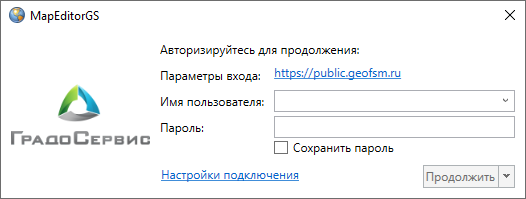 MapEditorGS
Авторизируйтесь для продолжения:
Параметры входа: https://public.geofsm.ru
Имя пользователя:
Пароль:
Сохранить пароль
ГрадоСервис
Настройки подключения
Продолжить